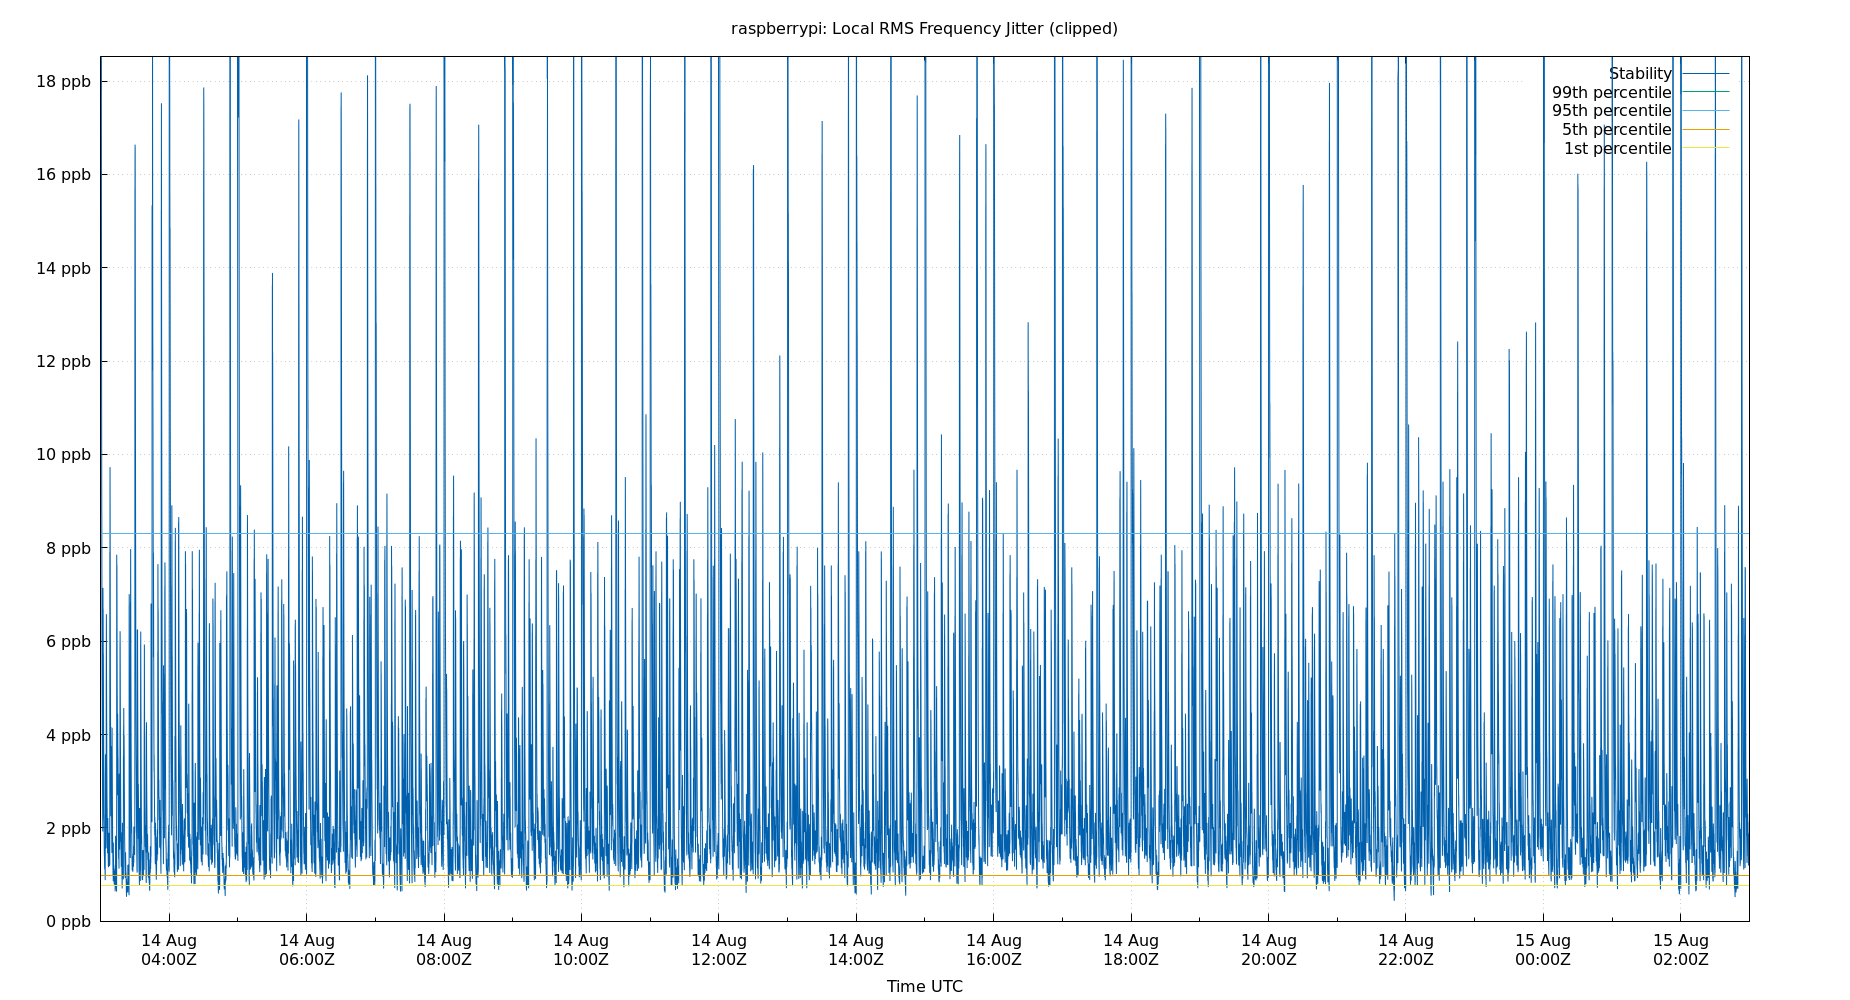 raspberrypi: Local RMS Frequency Jitter (clipped)
18 ppb
16 ppb
14 ppb
12 ppb
10 ppb
8 ppb
6 ppb
4 ppb
2 ppb
0 ppb
Stability
99th percentile
95th percentile
5th percentile
1st percentile
14 Aug 14 Aug 14 Aug 14 Aug 14 Aug 14 Aug 14 Aug 14 Aug 14 Aug 14 Aug 15 Aug 15 Aug
04:00Z 06:00Z 08:00Z 10:00Z 12:00Z 14:00Z 16:00Z 18:00Z 20:00Z 22:00Z 00:00Z 02:00Z
Time UTC